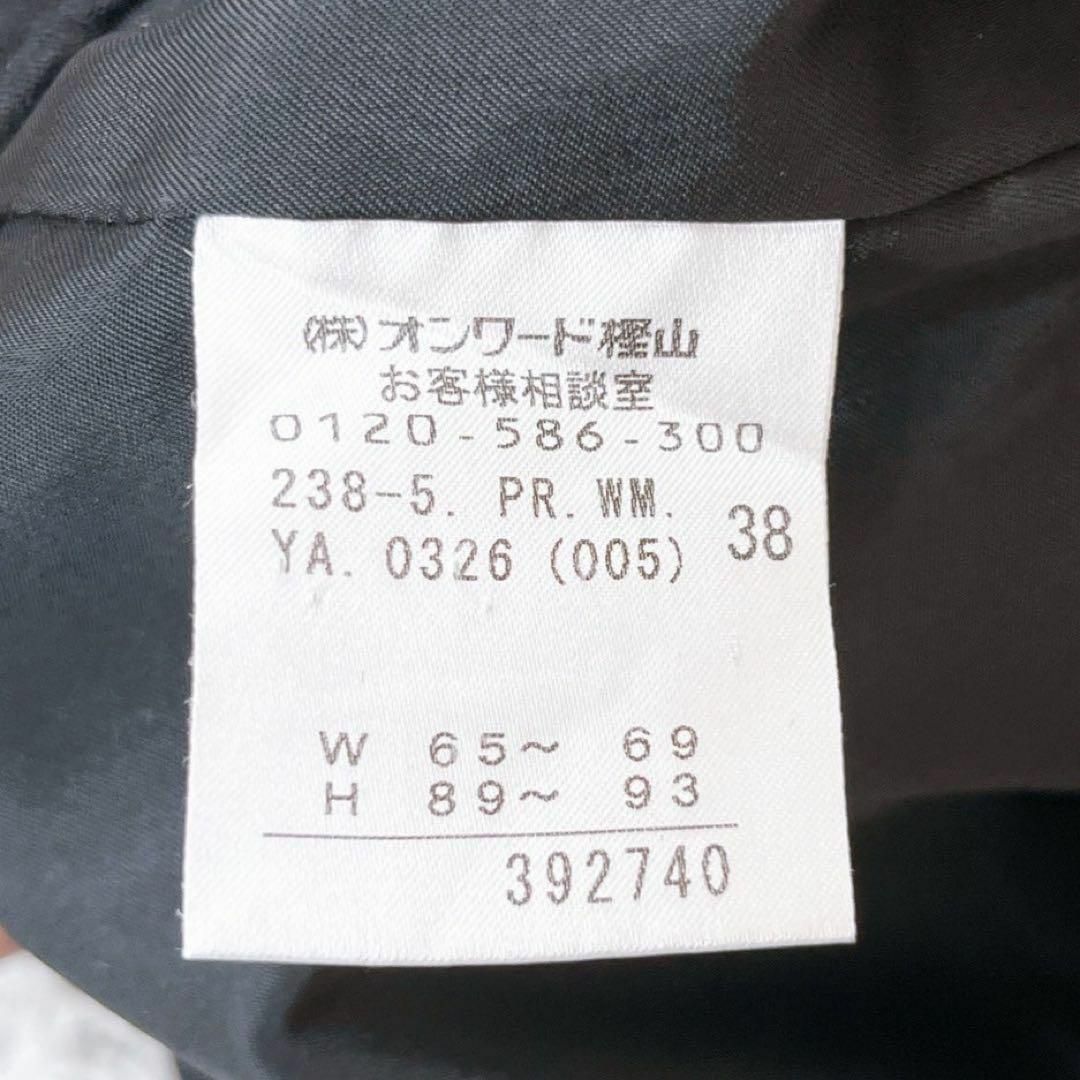 (株)オンワード樫山
お客様相談室
0120-586-300
238-5. PR. WM.
YA. 0326 (005) 38
W 65~ 69
H 89~ 93
392740